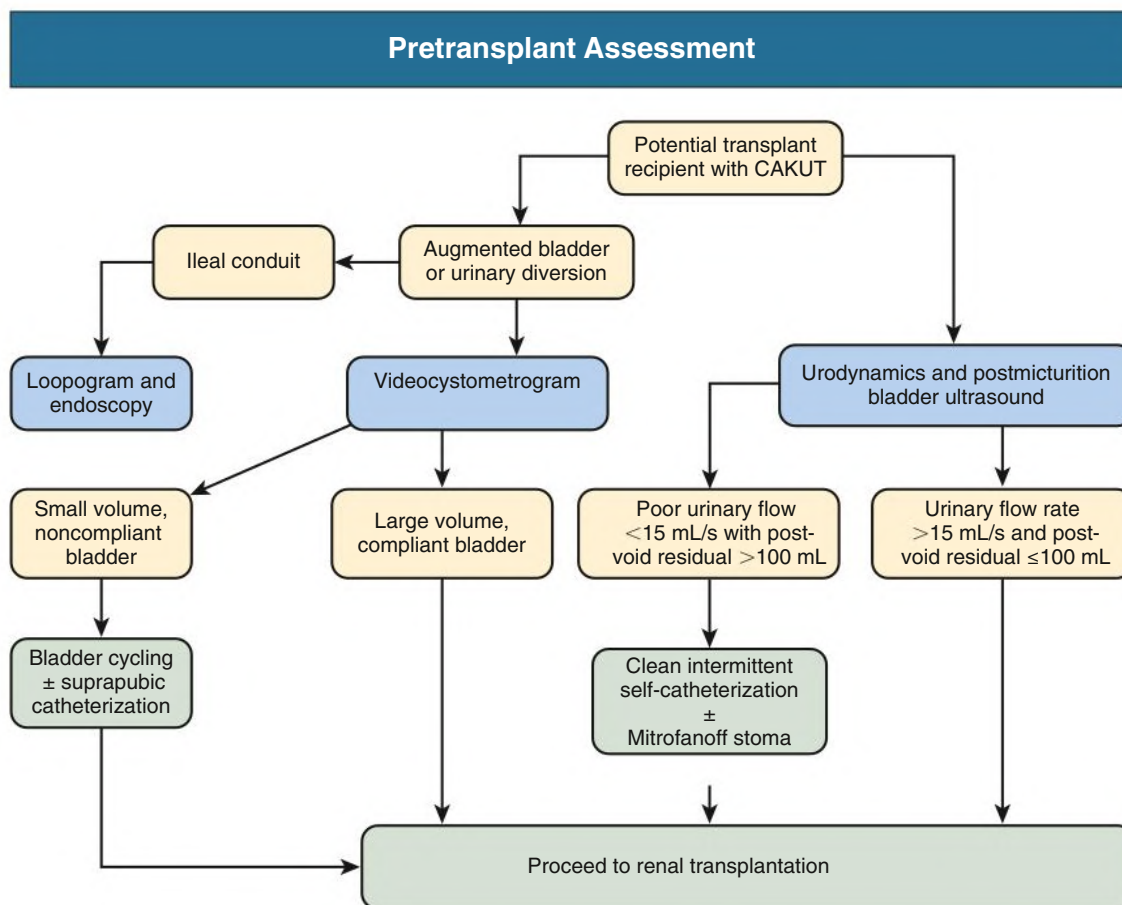 Pretransplant Assessment
Potential transplant
recipient with CAKUT
Ileal conduit
Augmented bladder
or urinary diversion
Loopogram and
endoscopy
Videocystometrogram
Urodynamics and postmicturition
bladder ultrasound
Small volume,
noncompliant
bladder
Large volume,
compliant bladder
Poor urinary flow
<15 mL/s with post-
void residual >100 mL
Urinary flow rate
>15 mL/s and post-
void residual ≤100 mL
Bladder cycling
± suprapubic
catheterization
Clean intermittent
self-catheterization
±
Mitrofanoff stoma
Proceed to renal transplantation